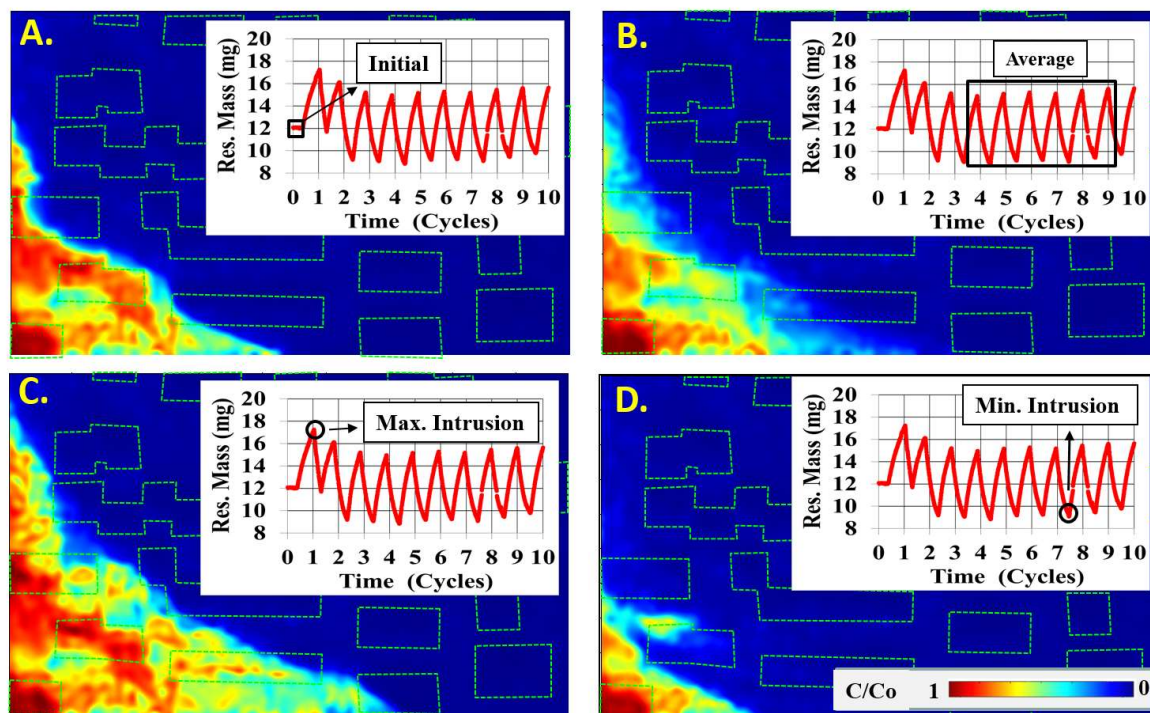 A.
Res. Mass (mg)
20
18
16
14
12
10
8
Initial
0 1 2 3 4 5 6 7 8 9 10
Time (Cycles)
B.
Res. Mass (mg)
20
18
16
14
12
10
8
Average
0 1 2 3 4 5 6 7 8 9 10
Time (Cycles)
C.
Res. Mass (mg)
20
18
16
14
12
10
8
Max. Intrusion
0 1 2 3 4 5 6 7 8 9 10
Time (Cycles)
D.
Res. Mass (mg)
20
18
16
14
12
10
8
Min. Intrusion
0 1 2 3 4 5 6 7 8 9 10
Time (Cycles)
C/Co 1 0